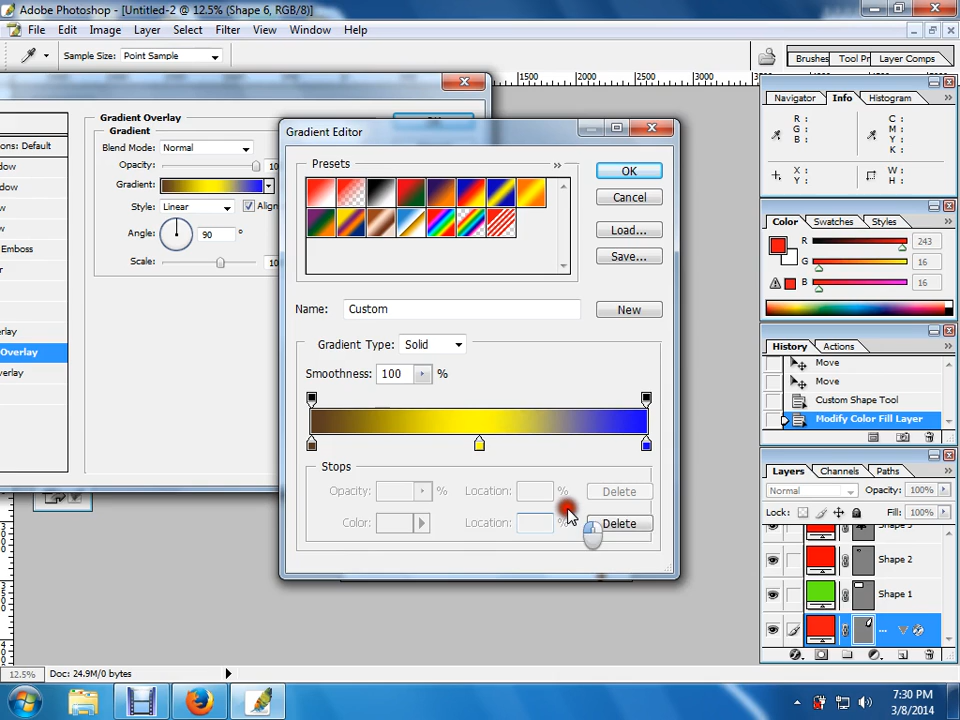 Adobe Photoshop - [Untitled-2 @ 12.5% (Shape 6, RGB/8)]
File Edit Image Layer Select Filter View Window Help
Sample Size: Point Sample
Brushes Tool Pr Layer Comps
1500 2000 2500 3000
Navigator Info Histogram
R: G: B:
C: M: Y: K:
X: Y:
W: H:
Color Swatches Styles
R 243
G 16
B 16
History Actions
Move
Move
Custom Shape Tool
Modify Color Fill Layer
Layers Channels Paths
Normal Opacity: 100%
Lock: Fill: 100%
Shape 2
Shape 1
...
ons: Default
dow
dow
w
w
Emboss
r
rlay
Overlay
verlay
Gradient Overlay
Gradient
Blend Mode: Normal
Opacity: 10
Gradient:
Style: Linear Align
Angle: 90 °
Scale: 10
Gradient Editor
Presets
OK
Cancel
Load...
Save...
Name: Custom New
Gradient Type: Solid
Smoothness: 100 %
Stops
Opacity: % Location: % Delete
Color: Location: % Delete
12.5% Doc: 24.9M/0 bytes
7:30 PM
3/8/2014